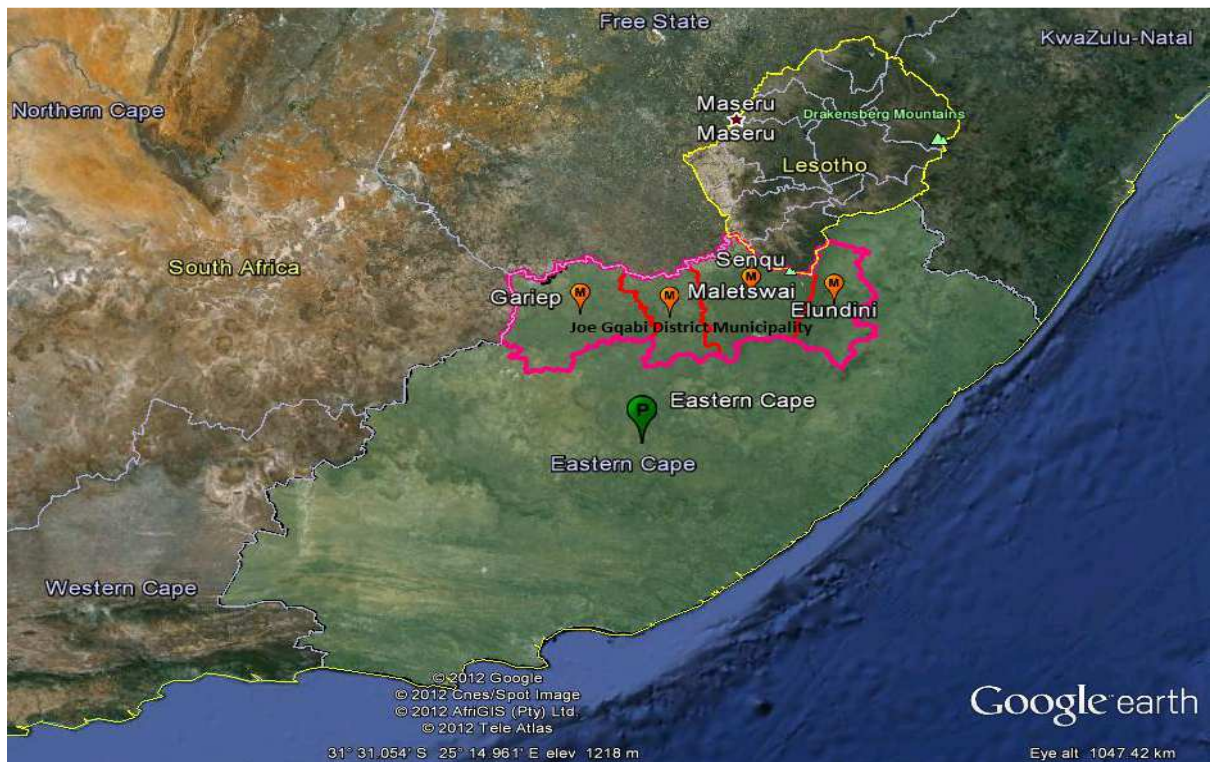 Free State
KwaZulu-Natal
Northern Cape
Maseru
Maseru
Drakensberg Mountains
Lesotho
South Africa
Senqu
M
M
M
M
Gariep
Maletswai
Elundini
Joe Gqabi District Municipality
P
Eastern Cape
Eastern Cape
Western Cape
© 2012 Google
© 2012 Cnes/Spot Image
© 2012 AfriGIS (Pty) Ltd.
© 2012 Tele Atlas
Google earth
31° 31.054' S 25° 14.961' E elev 1218 m
Eye alt 1047.42 km